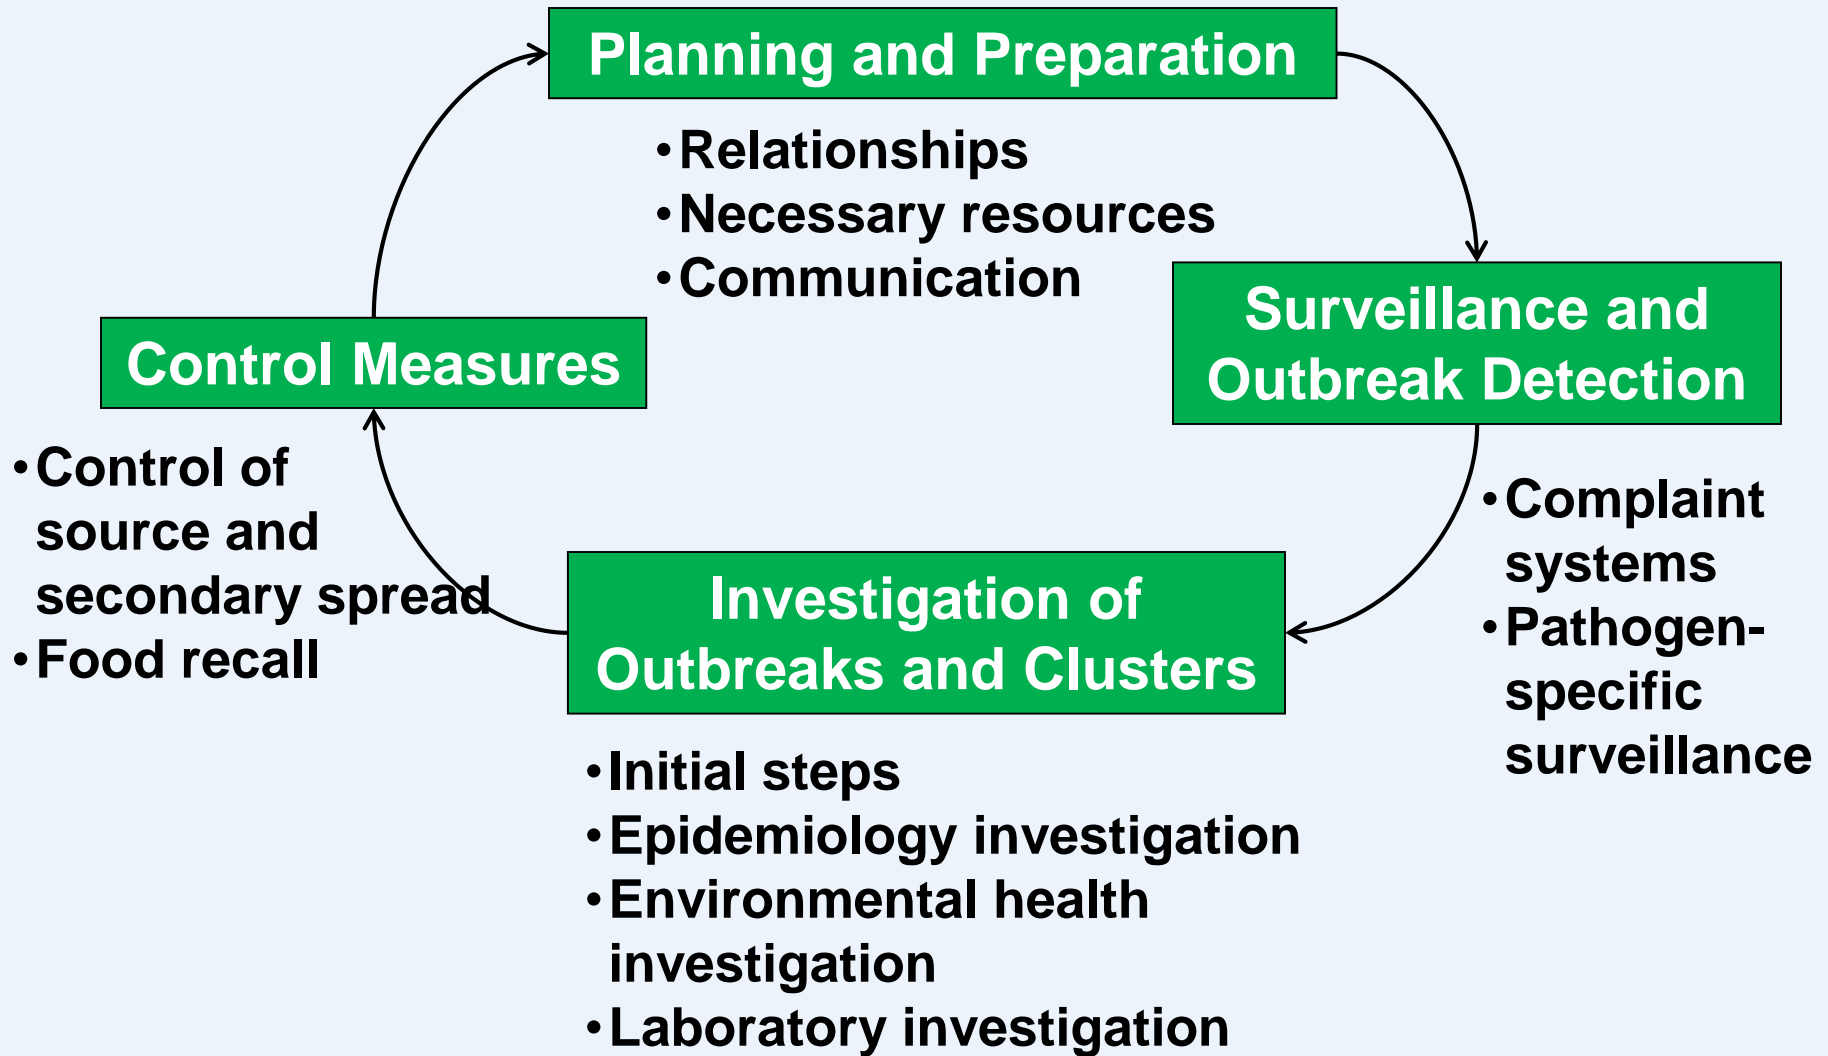 Planning and Preparation
•Relationships
•Necessary resources
•Communication
Surveillance and
Outbreak Detection
•Complaint
systems
•Pathogen-
specific
surveillance
Investigation of
Outbreaks and Clusters
•Initial steps
•Epidemiology investigation
•Environmental health
investigation
•Laboratory investigation
Control Measures
•Control of
source and
secondary spread
•Food recall